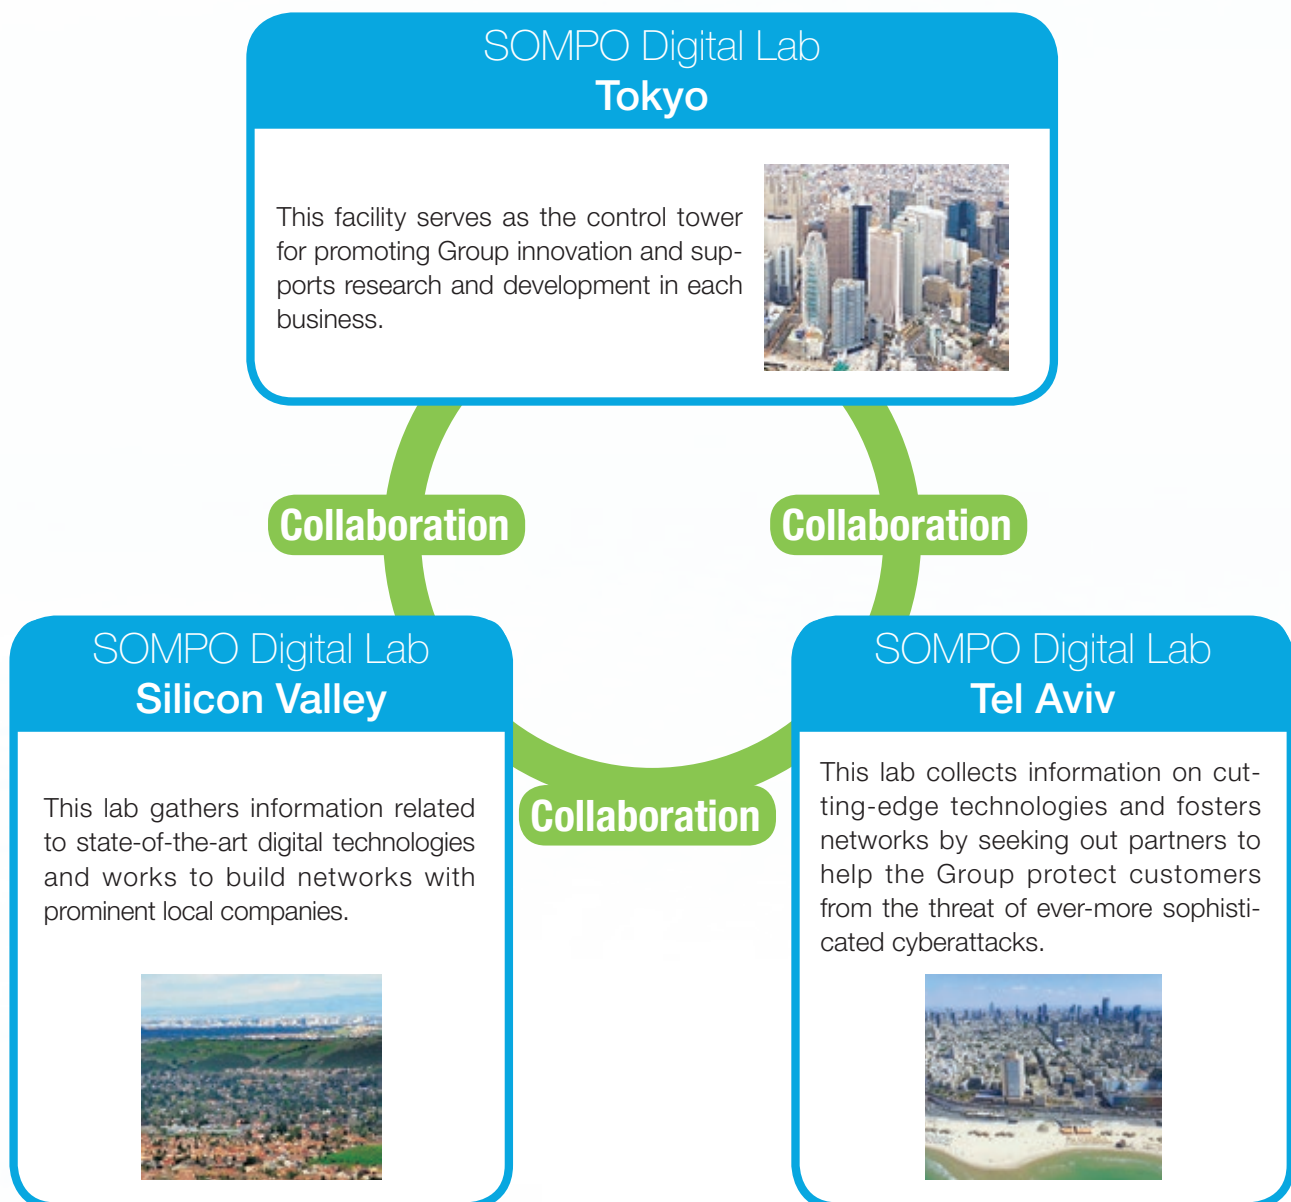 SOMPO Digital Lab
Tokyo
This facility serves as the control tower
for promoting Group innovation and sup-
ports research and development in each
business.
Collaboration
Collaboration
SOMPO Digital Lab
Silicon Valley
This lab gathers information related
to state-of-the-art digital technologies
and works to build networks with
prominent local companies.
Collaboration
SOMPO Digital Lab
Tel Aviv
This lab collects information on cut-
ting-edge technologies and fosters
networks by seeking out partners to
help the Group protect customers
from the threat of ever-more sophisti-
cated cyberattacks.